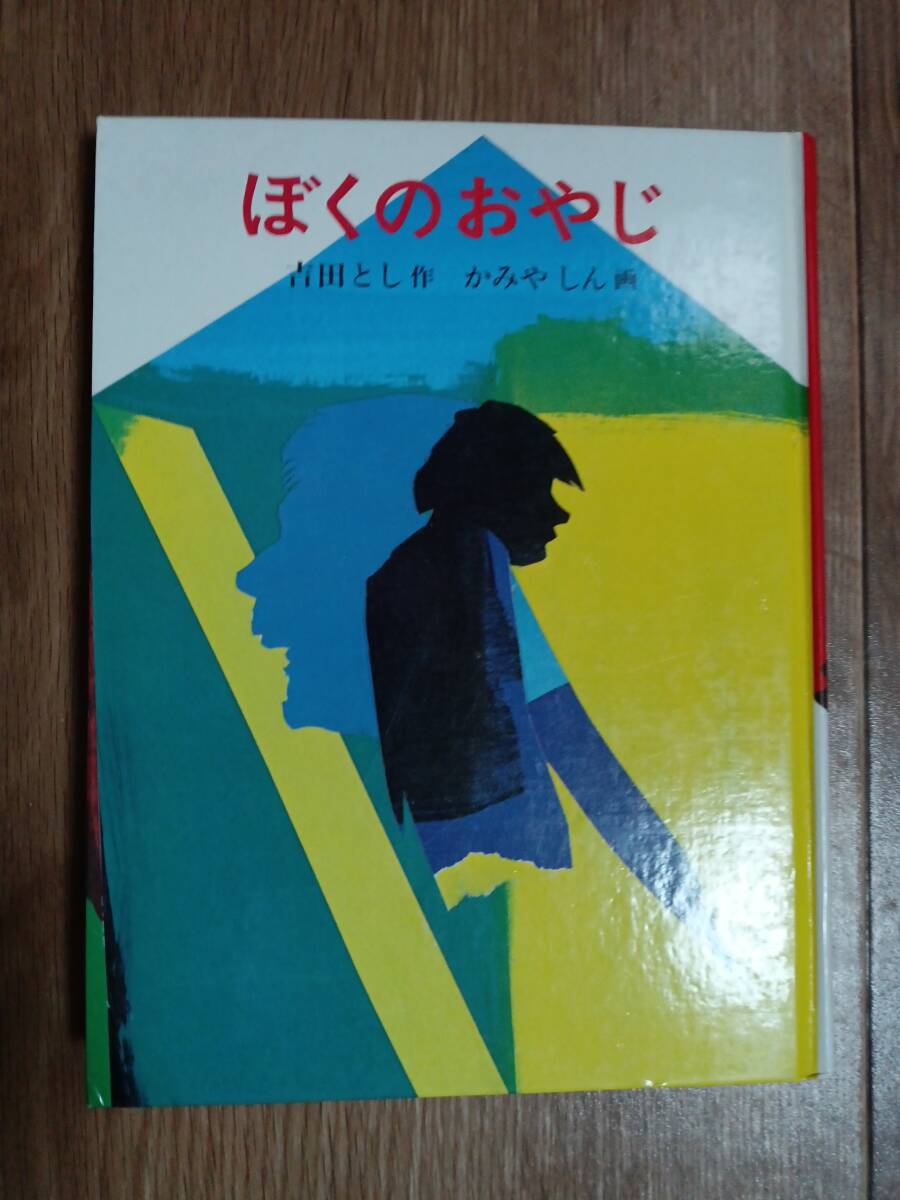 ぼくのおやじ
吉田とし作 かみやしん画